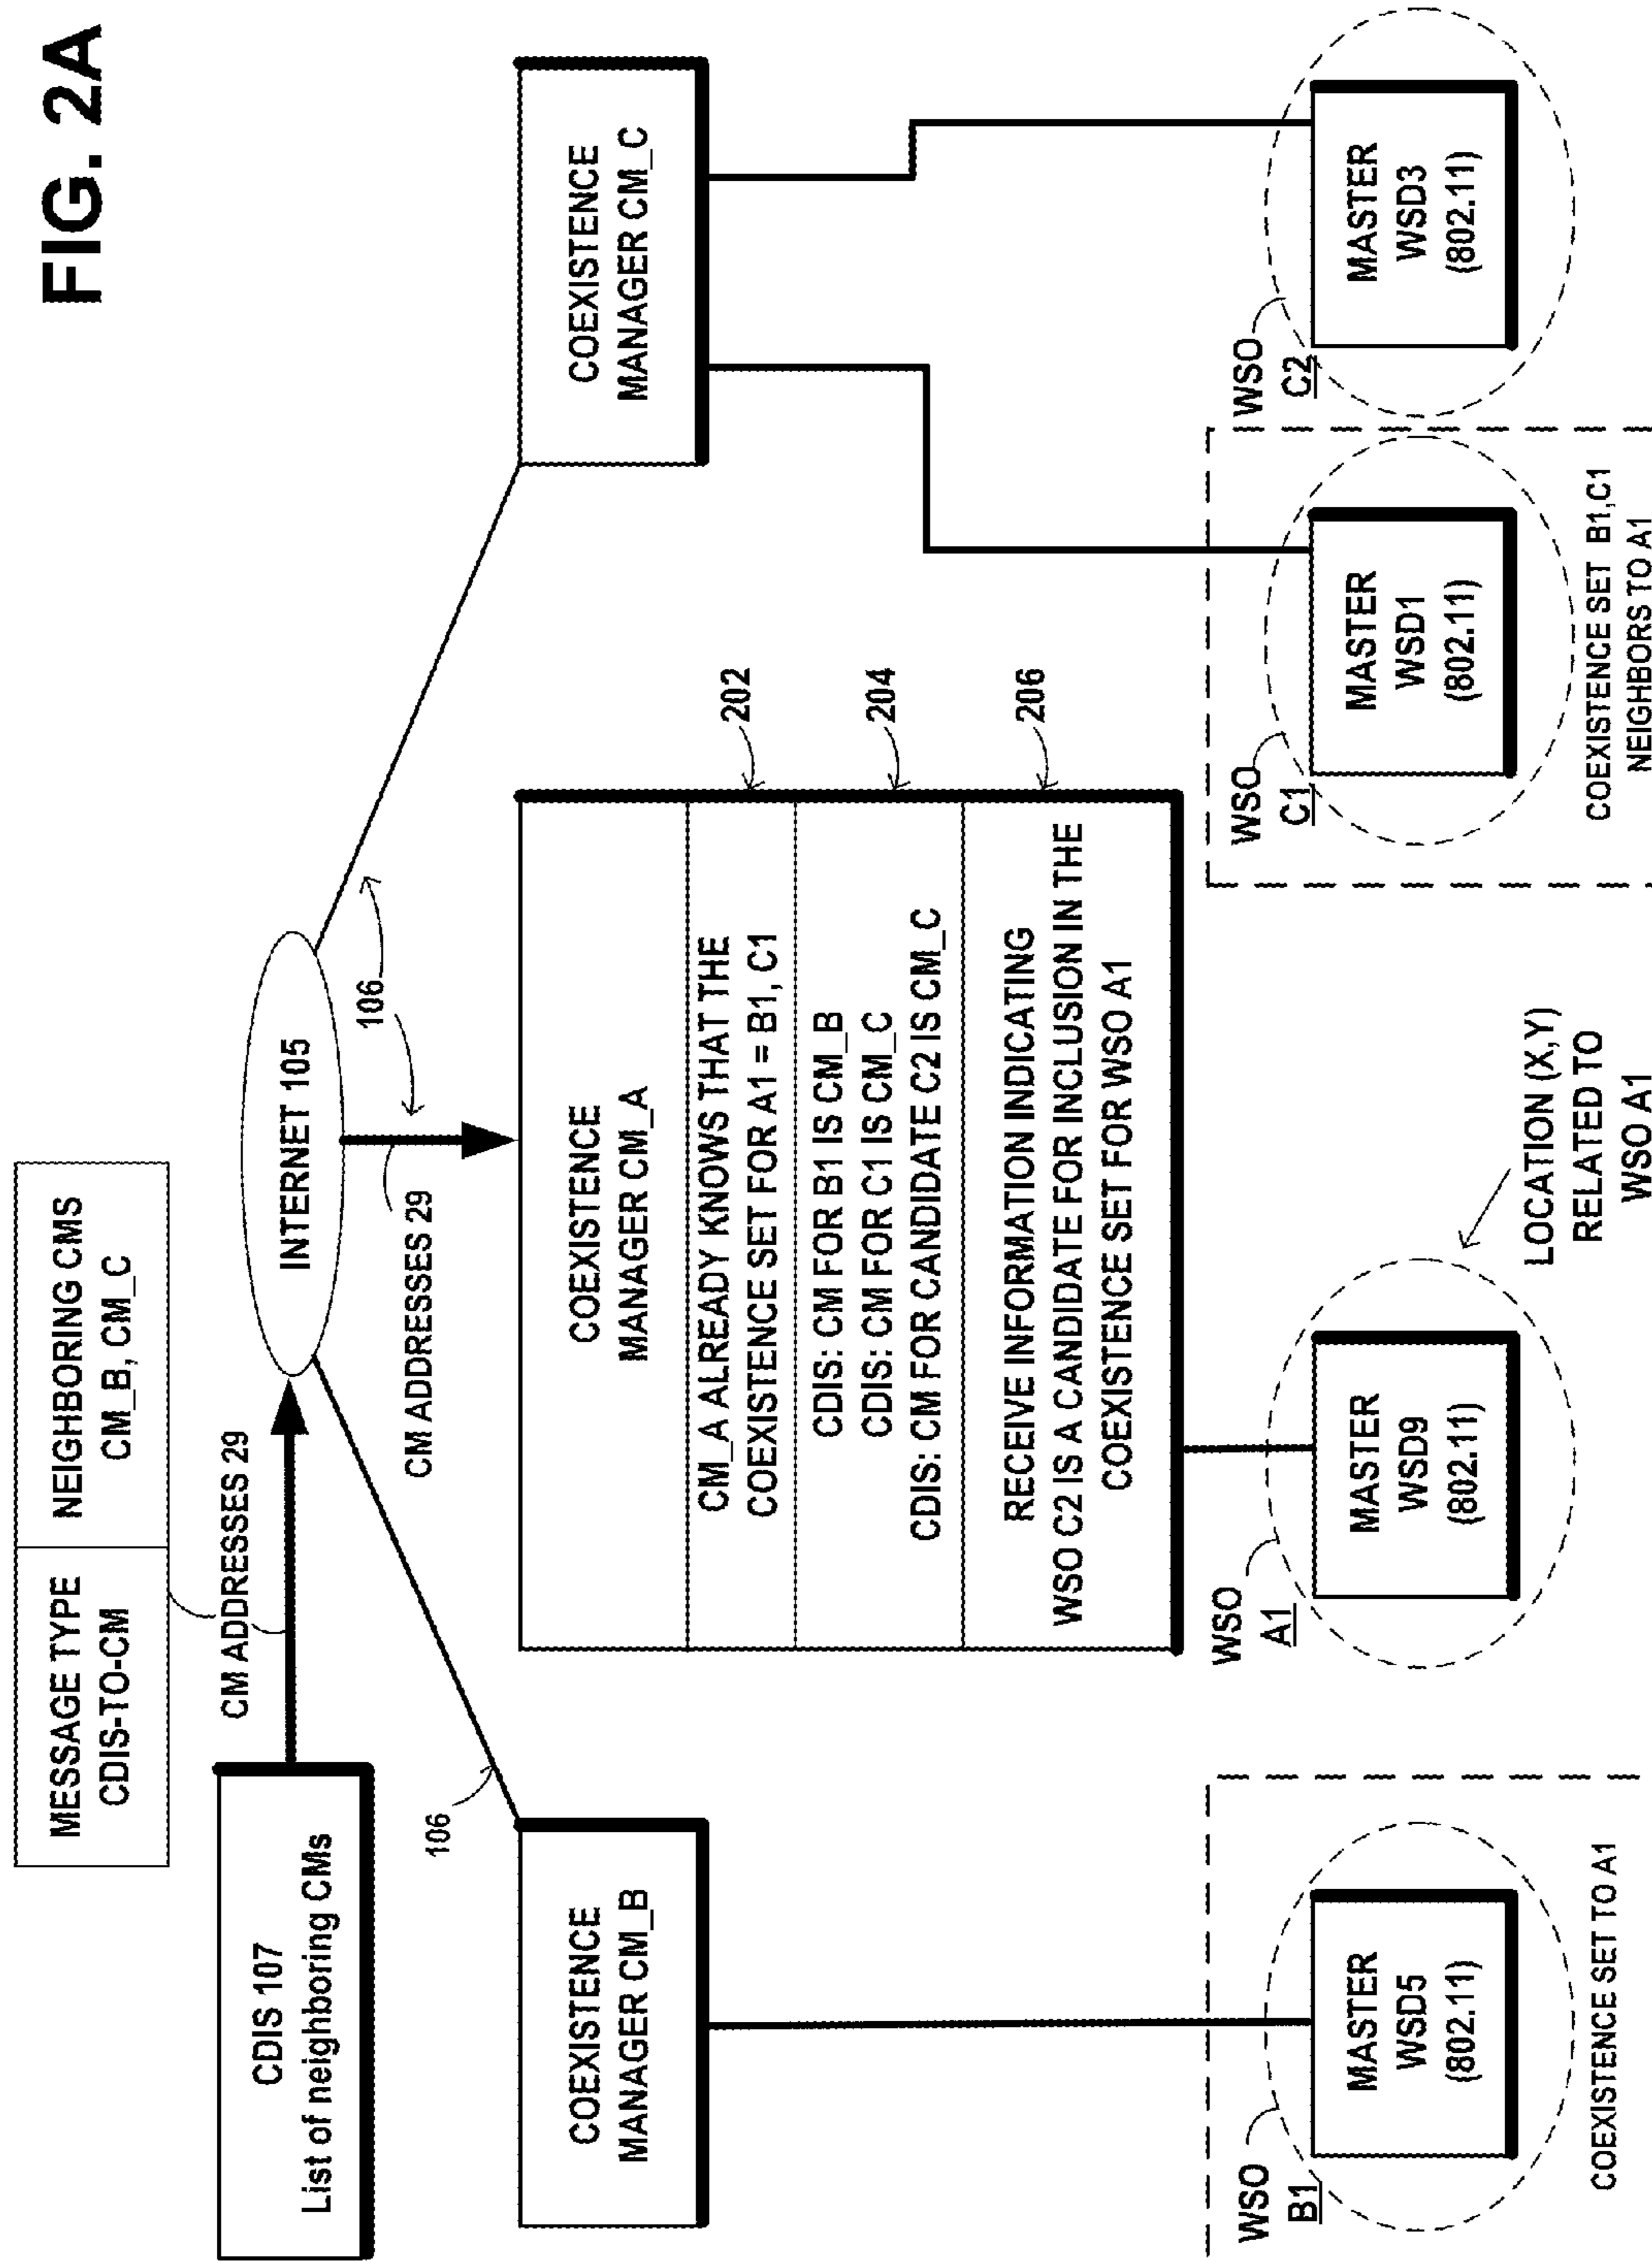 FIG. 2A
MESSAGE TYPE
CDIS-TO-CM
NEIGHBORING CMS
CM_B, CM_C
CDIS 107
List of neighboring CMs
CM ADDRESSES 29
INTERNET 105
106
106
CM ADDRESSES 29
COEXISTENCE
MANAGER CM_B
COEXISTENCE
MANAGER CM_A
CM_A ALREADY KNOWS THAT THE
COEXISTENCE SET FOR A1 = B1, C1
202
CDIS: CM FOR B1 IS CM_B
CDIS: CM FOR C1 IS CM_C
CDIS: CM FOR CANDIDATE C2 IS CM_C
204
RECEIVE INFORMATION INDICATING
WSO C2 IS A CANDIDATE FOR INCLUSION IN THE
COEXISTENCE SET FOR WSO A1
206
COEXISTENCE
MANAGER CM_C
WSO
B1
MASTER
WSD5
(802.11)
COEXISTENCE SET TO A1
WSO
A1
MASTER
WSD9
(802.11)
LOCATION (X,Y)
RELATED TO
WSO A1
WSO
C1
MASTER
WSD1
(802.11)
COEXISTENCE SET B1,C1
NEIGHBORS TO A1
WSO
C2
MASTER
WSD3
(802.11)